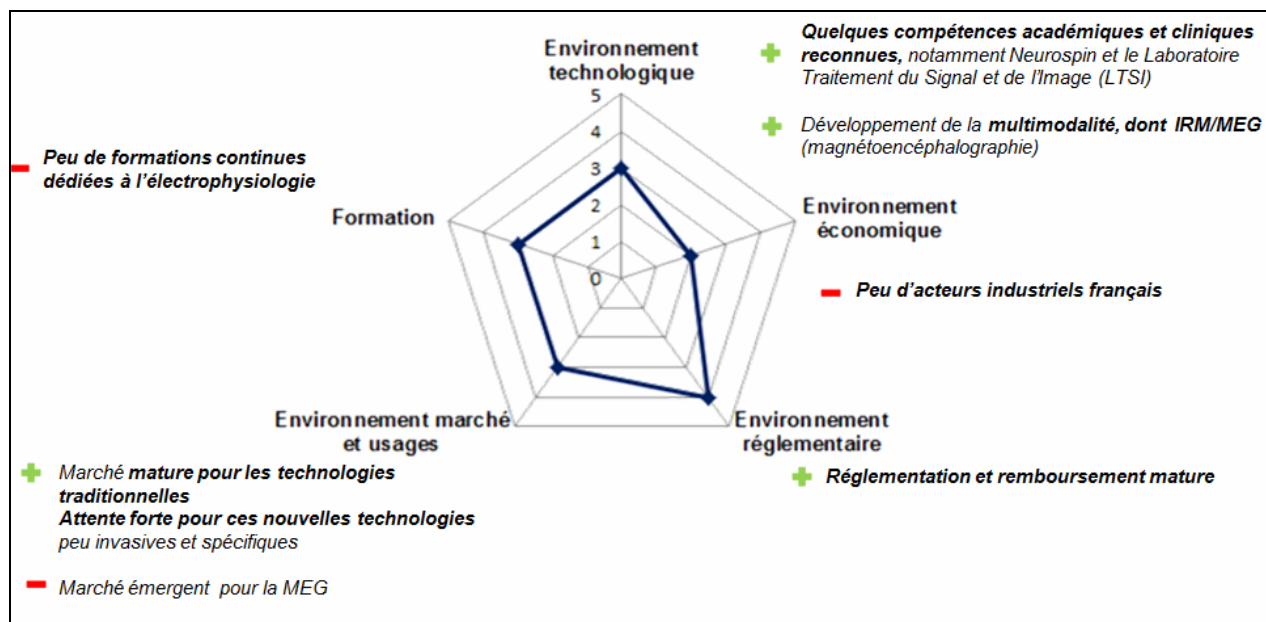 Environnement
technologique
Quelques compétences académiques et cliniques
reconnues, notamment Neurospin et le Laboratoire
Traitement du Signal et de l'Image (LTSI)
Développement de la multimodalité, dont IRM/MEG
(magnétoencéphalographie)
5
4
3
2
1
0
Peu de formations continues
dédiées à l'électrophysiologie
Formation
Environnement
économique
Peu d'acteurs industriels français
Environnement marché
et usages
Environnement
réglementaire
Marché mature pour les technologies
traditionnelles
Attente forte pour ces nouvelles technologies
peu invasives et spécifiques
Marché émergent pour la MEG
Réglementation et remboursement mature